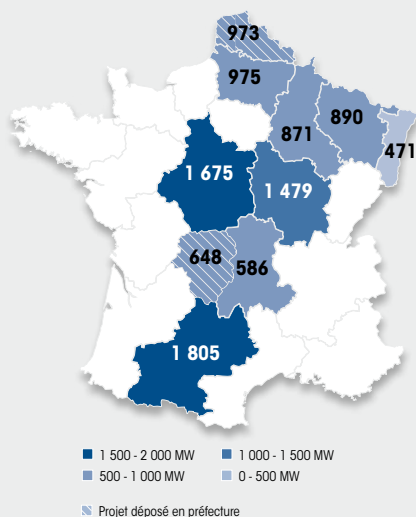 973
975
871
890
471
1 675
1 479
648
586
1 805
1 500 - 2 000 MW
1 000 - 1 500 MW
500 - 1 000 MW
0 - 500 MW
Projet déposé en préfecture